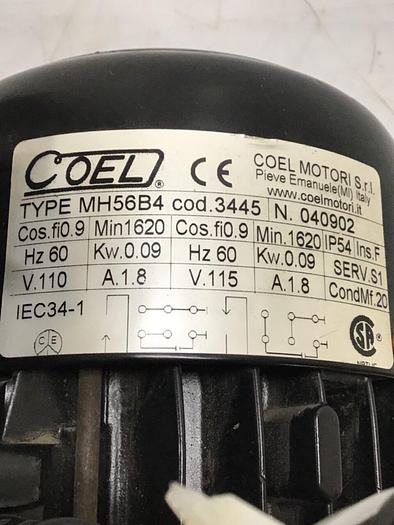 COEL ® CE COEL MOTORI S.r.l.
Pieve Emanuele(MI) Italy
www.coelmotori.it
TYPE MH56B4 cod.3445 N. 040902
Cos.fi0.9 Min1620 Cos.fi0.9 Min.1620 IP54 Ins.F
Hz 60 Kw.0.09 Hz 60 Kw.0.09 SERV.S1
V.110 A.1.8 V.115 A.1.8 CondMf.20
IEC34-1
CE SA